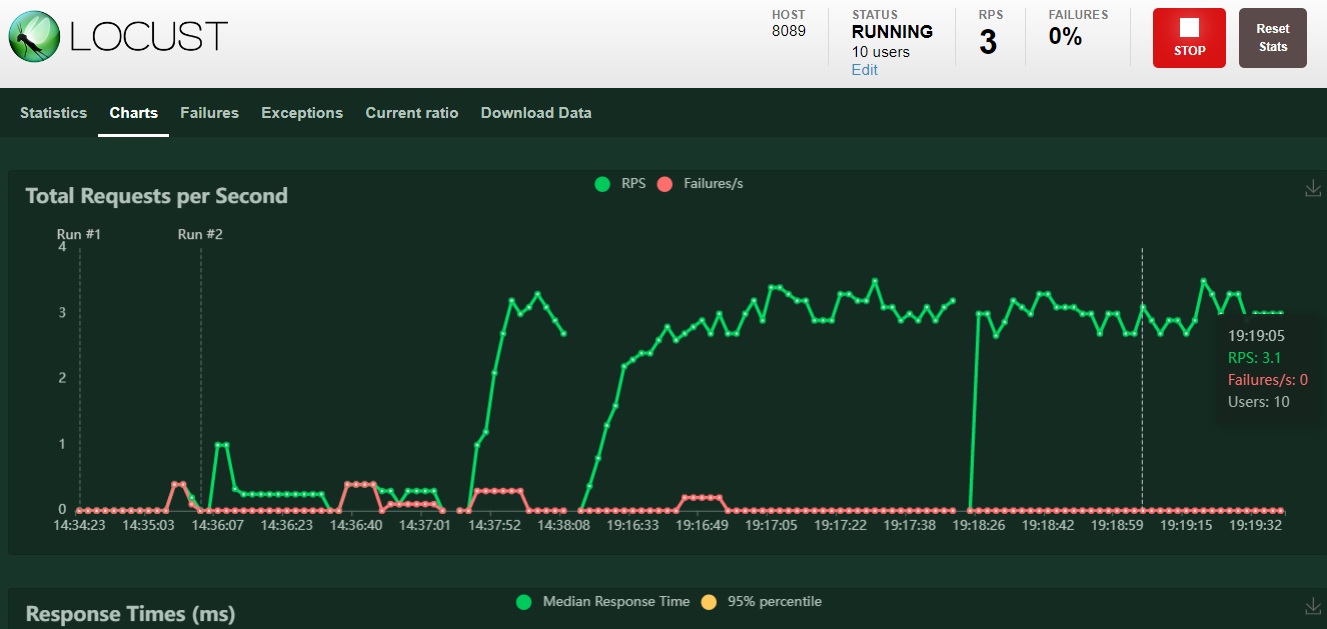 LOCUST
HOST
8089
STATUS
RUNNING
10 users
Edit
RPS
3
FAILURES
0%
STOP
Reset
Stats
Statistics Charts Failures Exceptions Current ratio Download Data
Total Requests per Second
RPS Failures/s
Run #1 Run #2
4
3
2
1
0
14:34:23 14:35:03 14:36:07 14:36:23 14:36:40 14:37:01 14:37:52 14:38:08 19:16:33 19:16:49 19:17:05 19:17:22 19:17:38 19:18:26 19:18:42 19:18:59 19:19:15 19:19:32
19:19:05
RPS: 3.1
Failures/s: 0
Users: 10
Response Times (ms)
Median Response Time 95% percentile